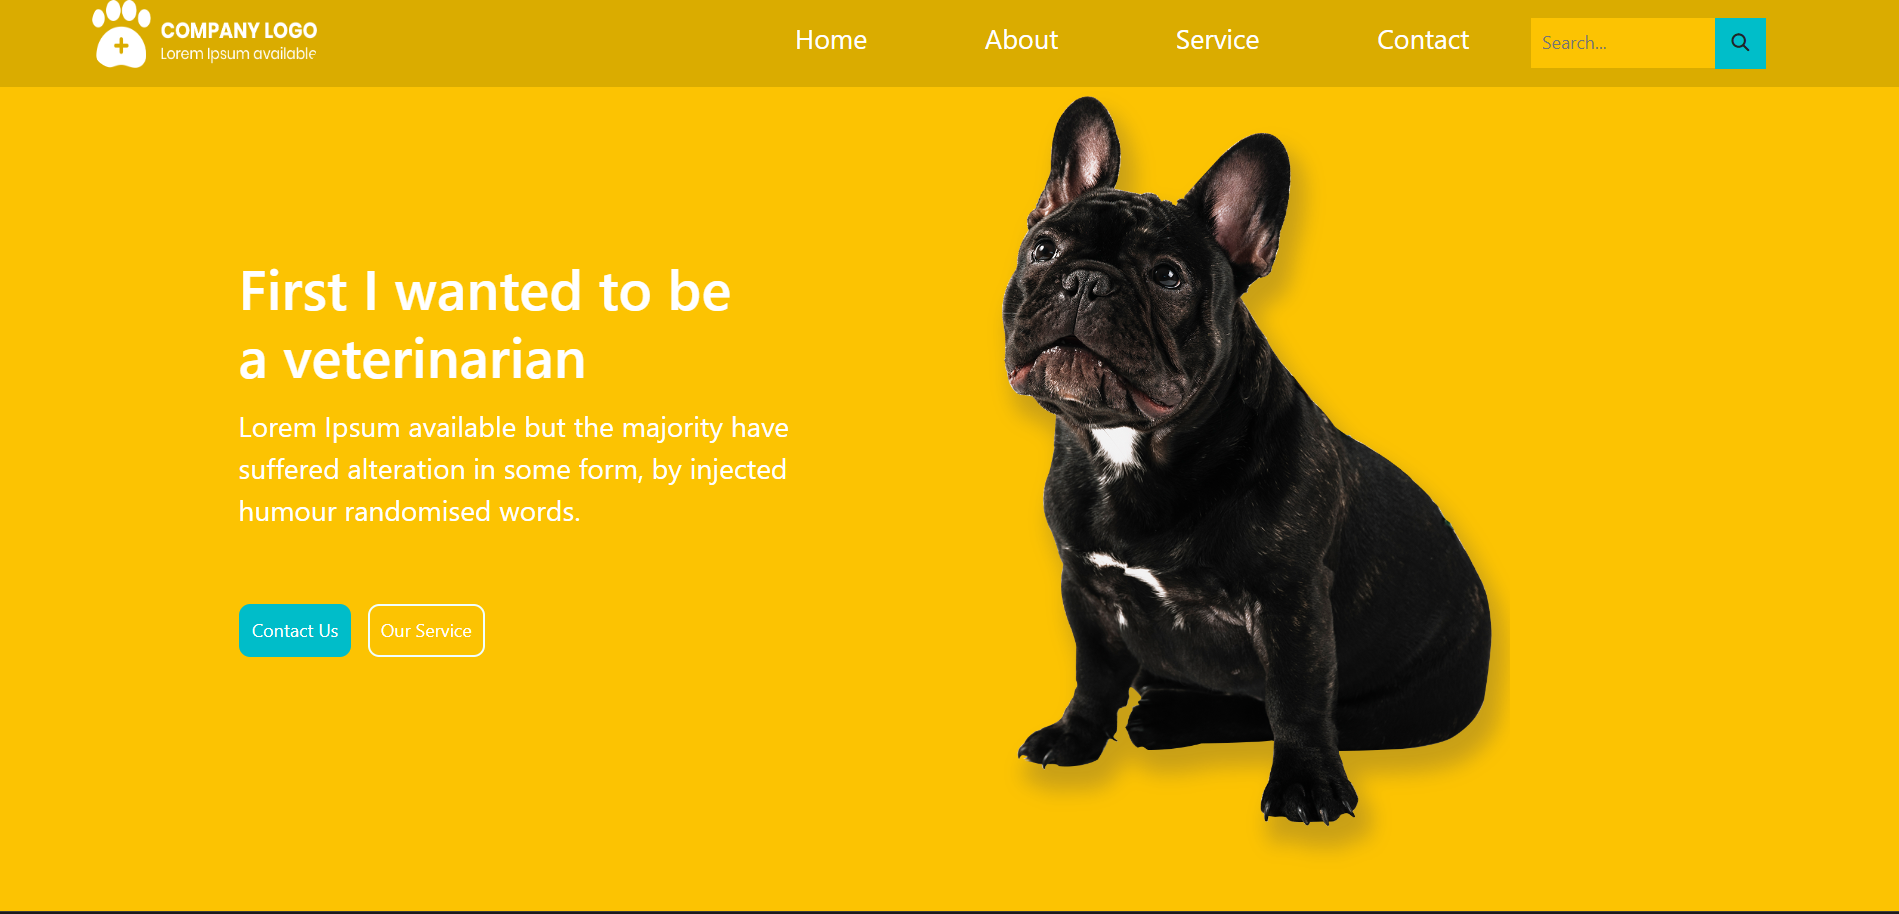 COMPANY LOGO
Lorem Ipsum available
Home
About
Service
Contact
Search...
First I wanted to be
a veterinarian
Lorem Ipsum available but the majority have
suffered alteration in some form, by injected
humour randomised words.
Contact Us
Our Service